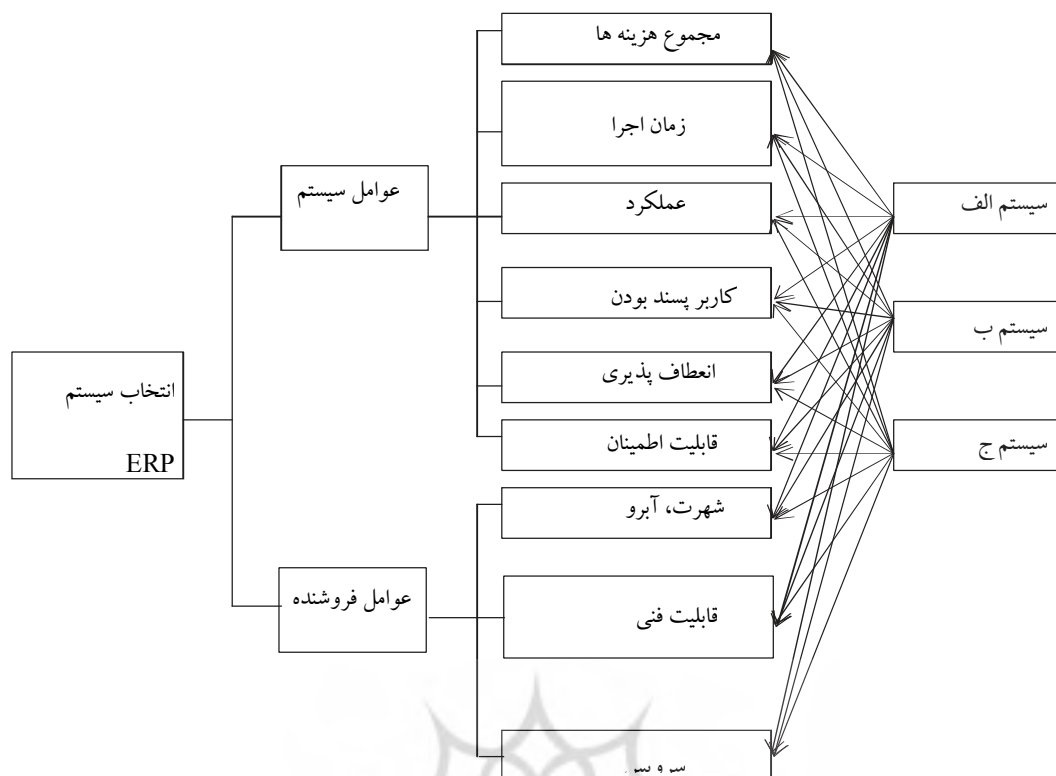 انتخاب سیستم
ERP
عوامل سیستم
عوامل فروشنده
مجموع هزینه ها
زمان اجرا
عملکرد
کاربر پسند بودن
انعطاف پذیری
قابلیت اطمینان
شهرت، آبرو
قابلیت فنی
سرویس
سیستم الف
سیستم ب
سیستم ج